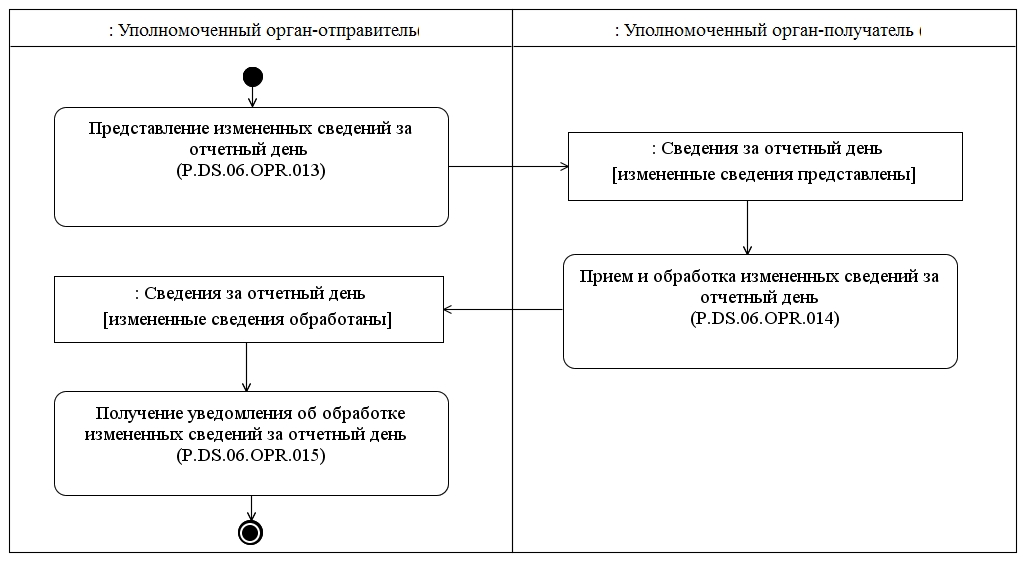 : Уполномоченный орган-отправитель(
: Уполномоченный орган-получатель (
Представление измененных сведений за
отчетный день
(P.DS.06.OPR.013)
: Сведения за отчетный день
[измененные сведения представлены]
Прием и обработка измененных сведений за
отчетный день
(P.DS.06.OPR.014)
: Сведения за отчетный день
[измененные сведения обработаны]
Получение уведомления об обработке
измененных сведений за отчетный день
(P.DS.06.OPR.015)